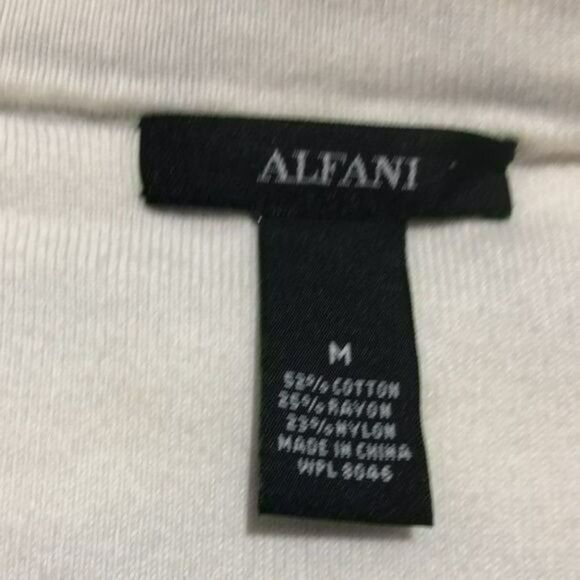 ALFANI
M
52% COTTON
25% RAYON
23% NYLON
MADE IN CHINA
WPL 8046